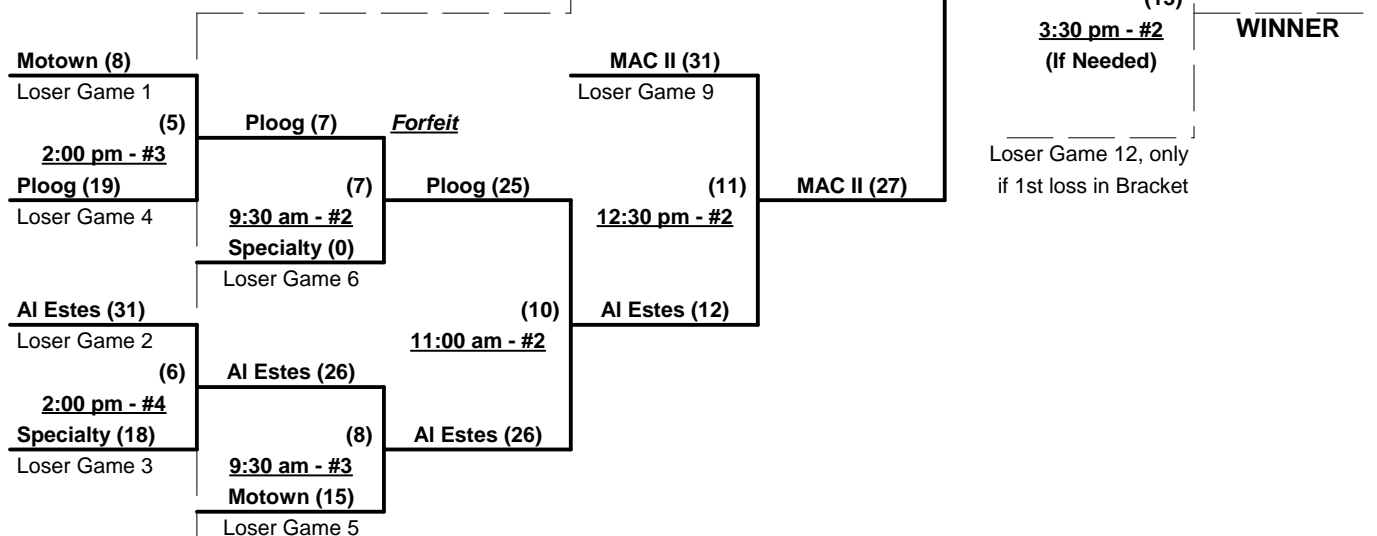 (13)
3:30 pm - #2
WINNER
Motown (8)
MAC II (31)
(If Needed)
Loser Game 1
Loser Game 9
(5)
Ploog (7)
Forfeit
2:00 pm - #3
Loser Game 12, only
Ploog (19)
(7)
Ploog (25)
(11)
MAC II (27)
if 1st loss in Bracket
Loser Game 4
9:30 am - #2
12:30 pm - #2
Specialty (0)
Loser Game 6
Al Estes (31)
(10)
Al Estes (12)
Loser Game 2
11:00 am - #2
(6)
Al Estes (26)
2:00 pm - #4
Specialty (18)
(8)
Al Estes (26)
Loser Game 3
9:30 am - #3
Motown (15)
Loser Game 5